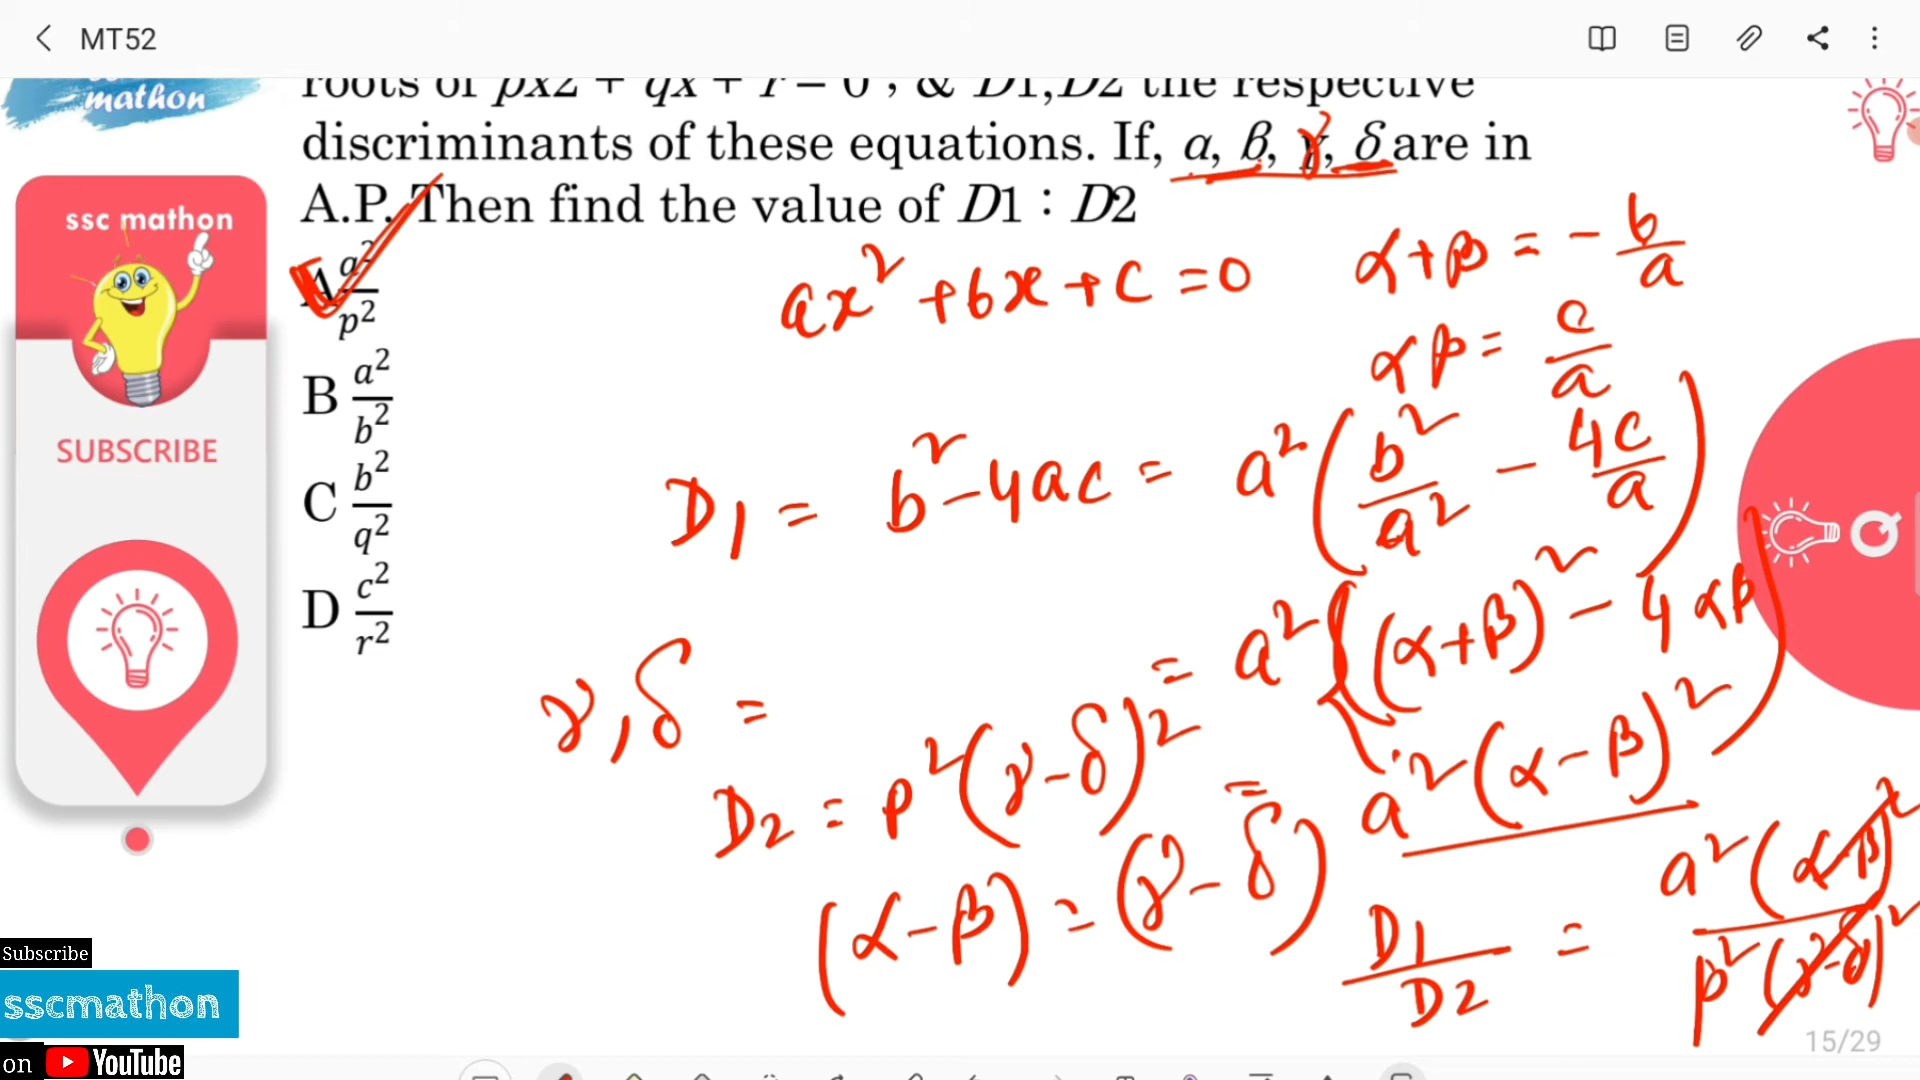 MT52
mathon
roots of px2 + qx + r = 0 , & D1,D2 the respective
discriminants of these equations. If, α, β, γ, δ are in
A.P. Then find the value of D1 : D2
ssc mathon
A a²/p²
B a²/b²
SUBSCRIBE
C b²/q²
D c²/r²
ax² + bx + c = 0
α+β = - b/a
αβ = c/a
D1 = b² - 4ac = a² (b²/a² - 4c/a)
= a² ((α+β)² - 4αβ)
γ, δ =
= a² (α-β)²
D2 = p² (γ-δ)²
(α-β) = (γ-δ)
D1/D2 = a² (α-β)²/p² (γ-δ)²
Q
Subscribe
sscmathon
on YouTube
15/29